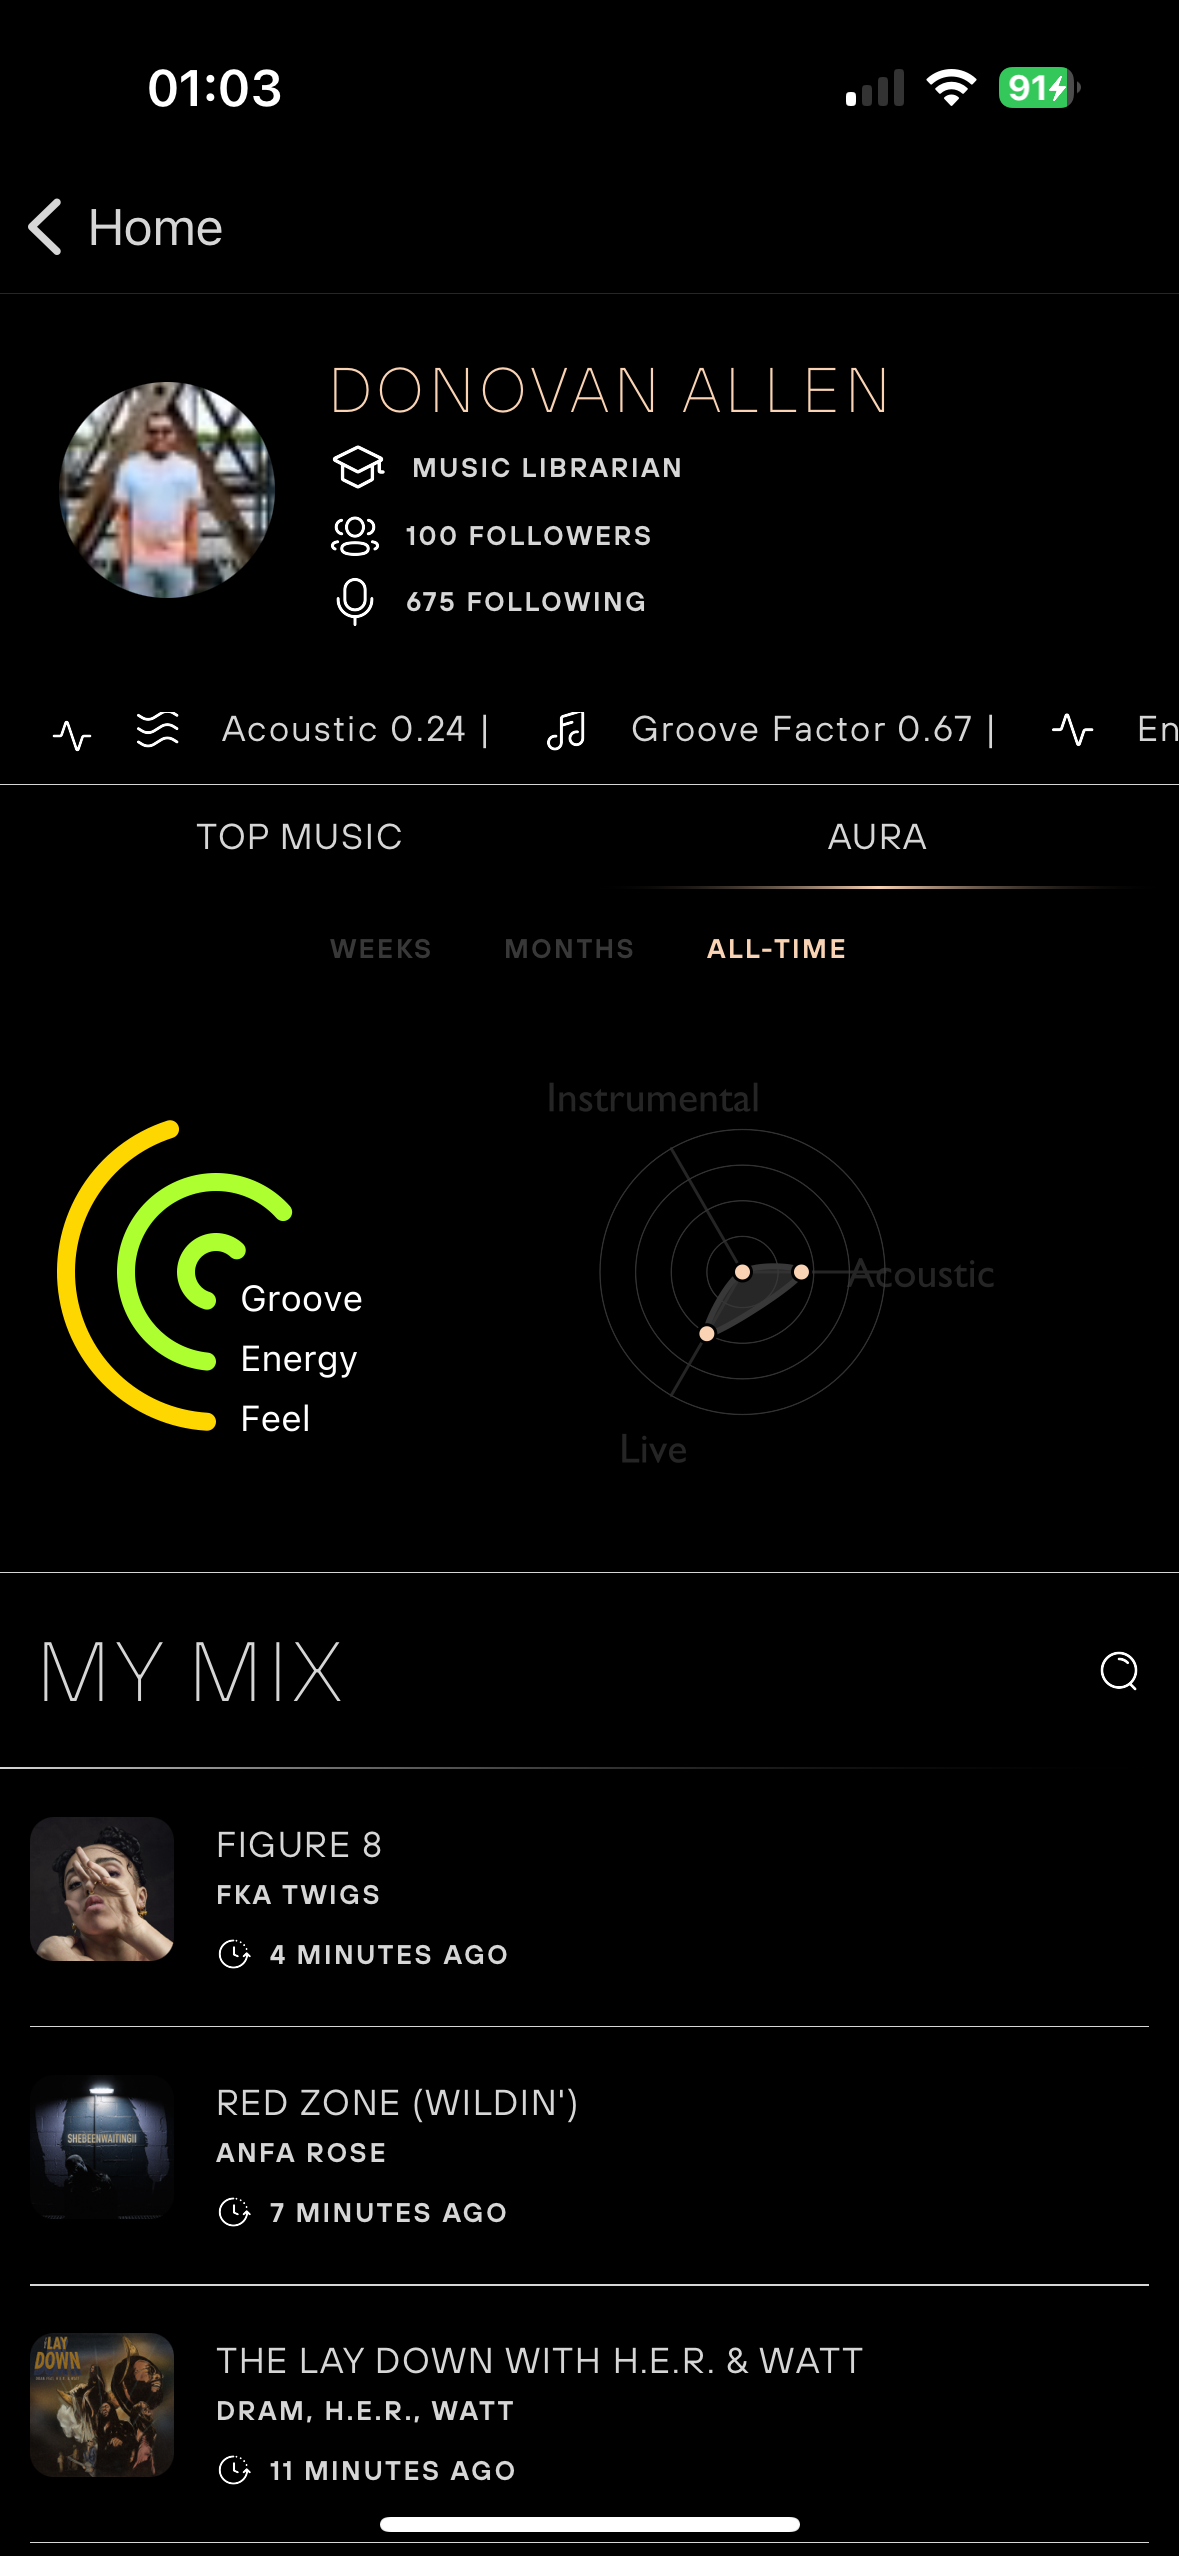 01:03
91
Home
DONOVAN ALLEN
MUSIC LIBRARIAN
100 FOLLOWERS
675 FOLLOWING
Acoustic 0.24 | Groove Factor 0.67 | En
TOP MUSIC AURA
WEEKS MONTHS ALL-TIME
Instrumental
Acoustic
Live
Groove
Energy
Feel
MY MIX
FIGURE 8
FKA TWIGS
4 MINUTES AGO
SHEBEENWAITINGII
RED ZONE (WILDIN')
ANFA ROSE
7 MINUTES AGO
LAY
DOWN
THE LAY DOWN WITH H.E.R. & WATT
DRAM, H.E.R., WATT
11 MINUTES AGO